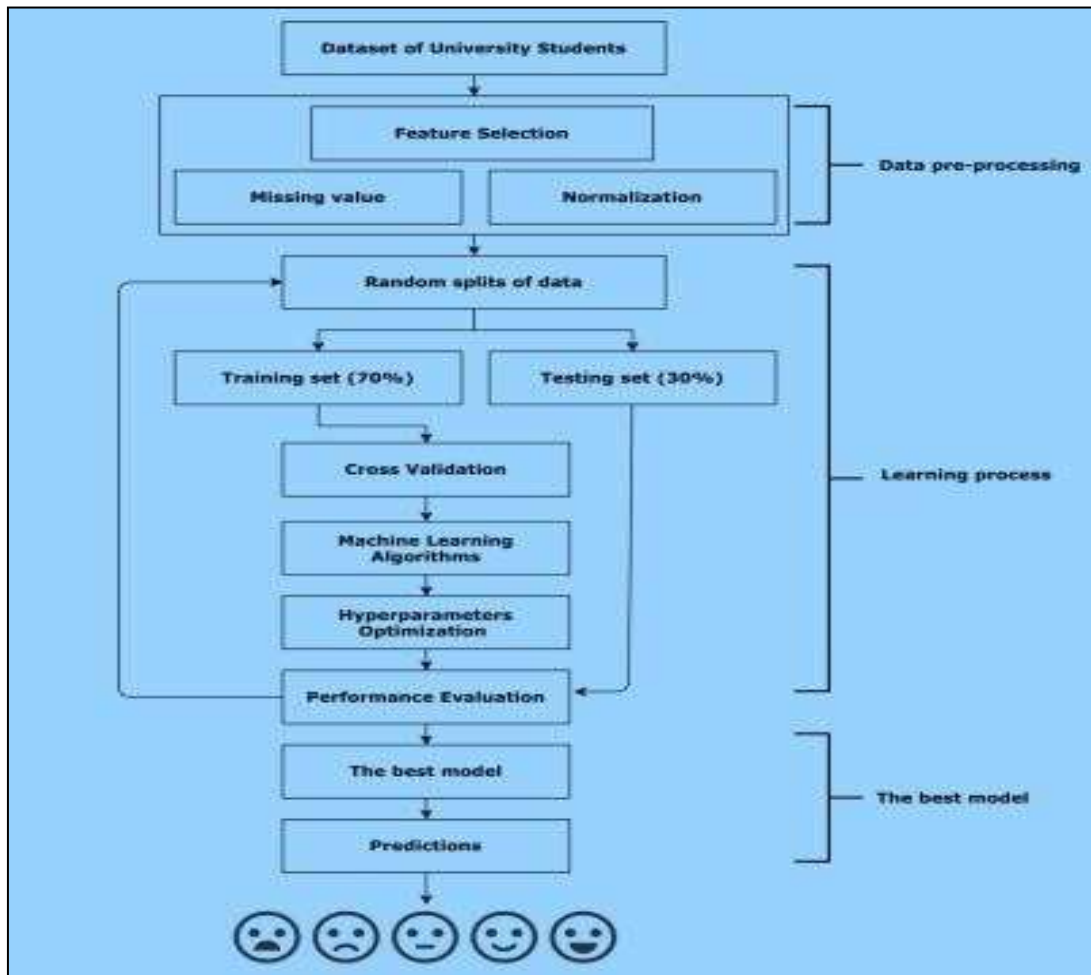 Dataset of University Students
Feature Selection
Data pre-processing
Missing value
Normalization
Random splits of data
Training set (70%)
Testing set (30%)
Cross Validation
Learning process
Machine Learning
Algorithms
Hyperparameters
Optimization
Performance Evaluation
The best model
The best model
Predictions